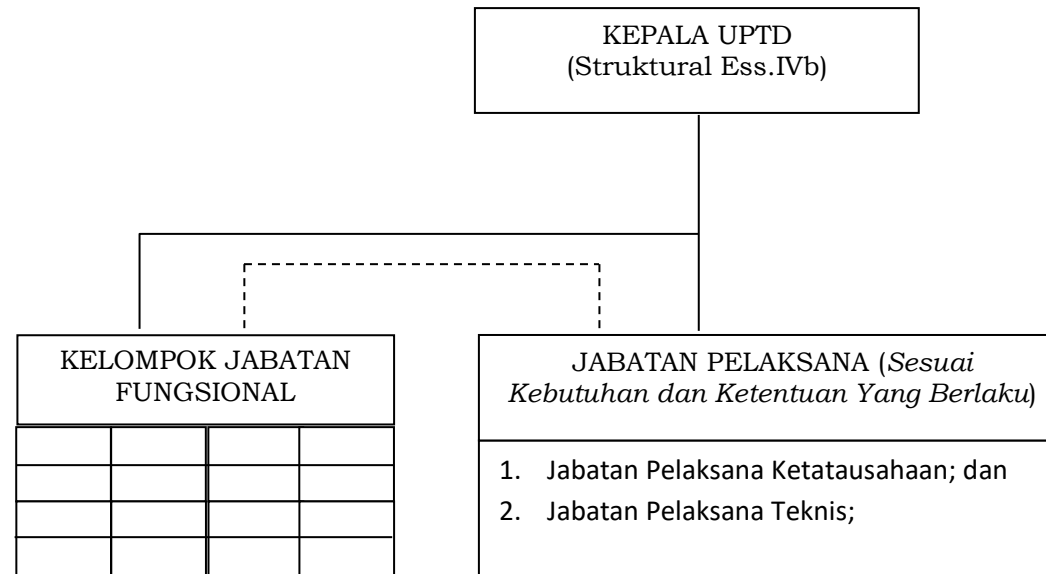 KEPALA UPTD
(Struktural Ess.IVb)
KELOMPOK JABATAN
FUNGSIONAL
JABATAN PELAKSANA (Sesuai
Kebutuhan dan Ketentuan Yang Berlaku)
1. Jabatan Pelaksana Ketatausahaan; dan
2. Jabatan Pelaksana Teknis;